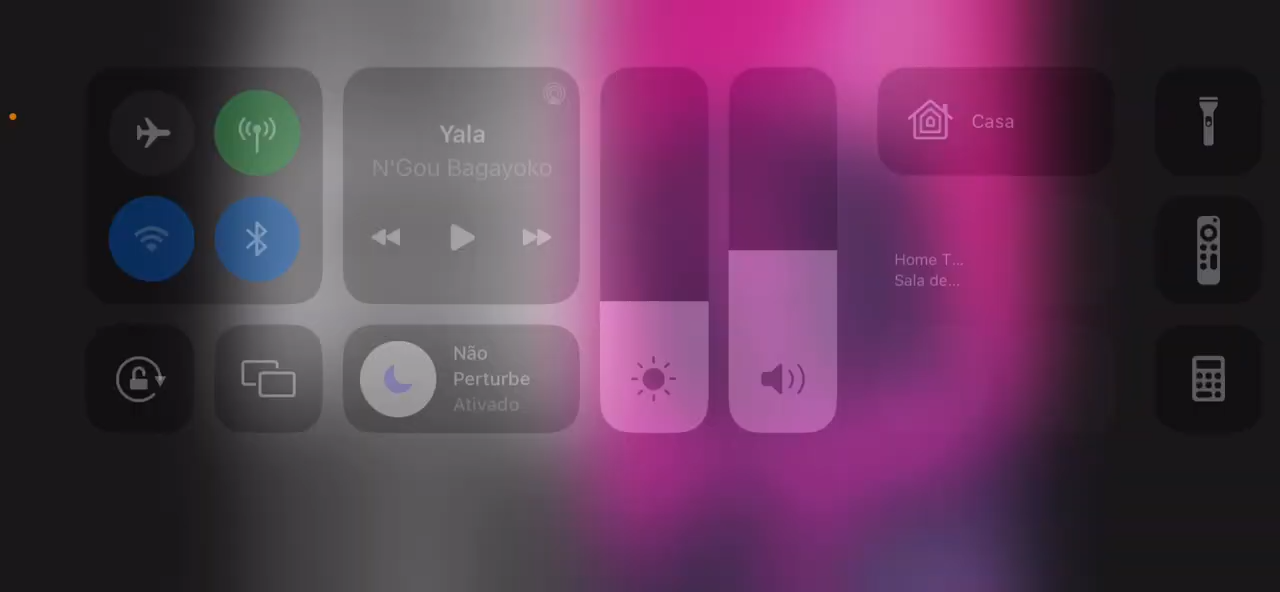 Yala
N'Gou Bagayoko
Casa
Home T...
Sala de...
Não
Perturbe
Ativado